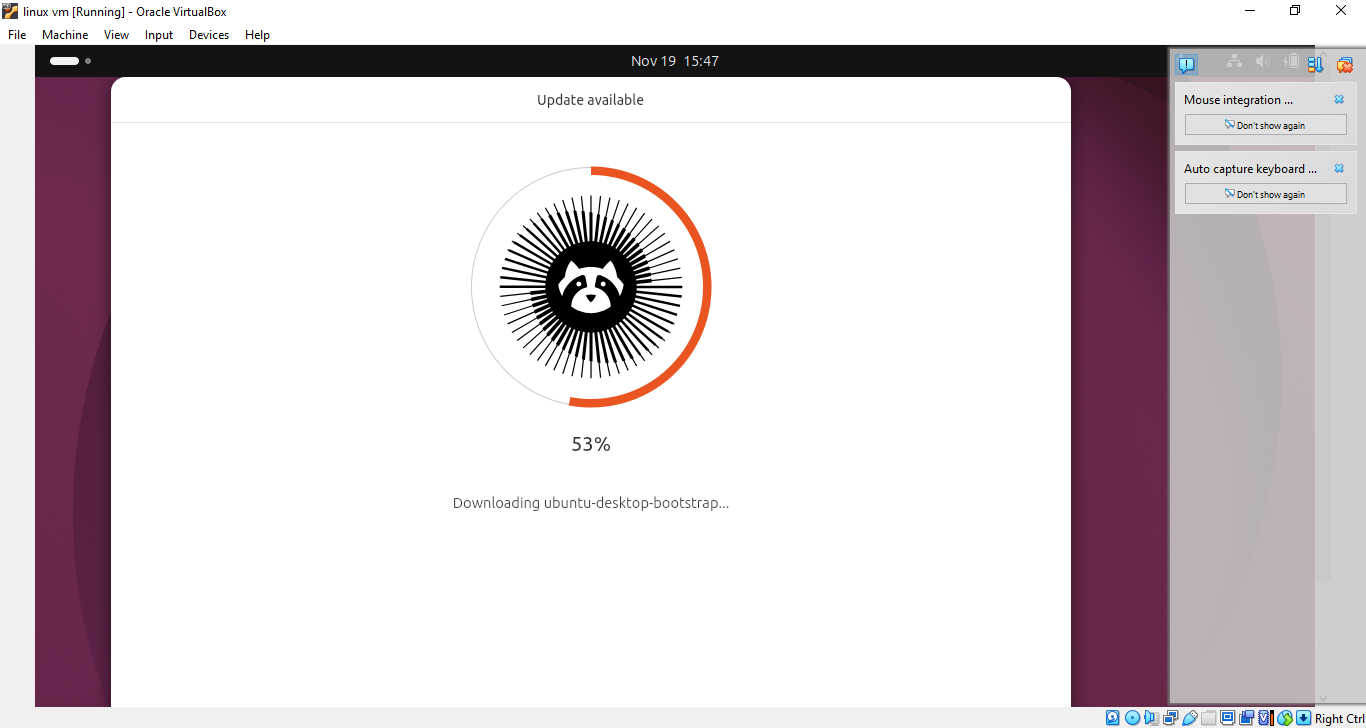 linux vm [Running] - Oracle VirtualBox
File Machine View Input Devices Help
Nov 19 15:47
Update available
Mouse integration ...
Don't show again
Auto capture keyboard ...
Don't show again
53%
Downloading ubuntu-desktop-bootstrap...
Right Ctrl